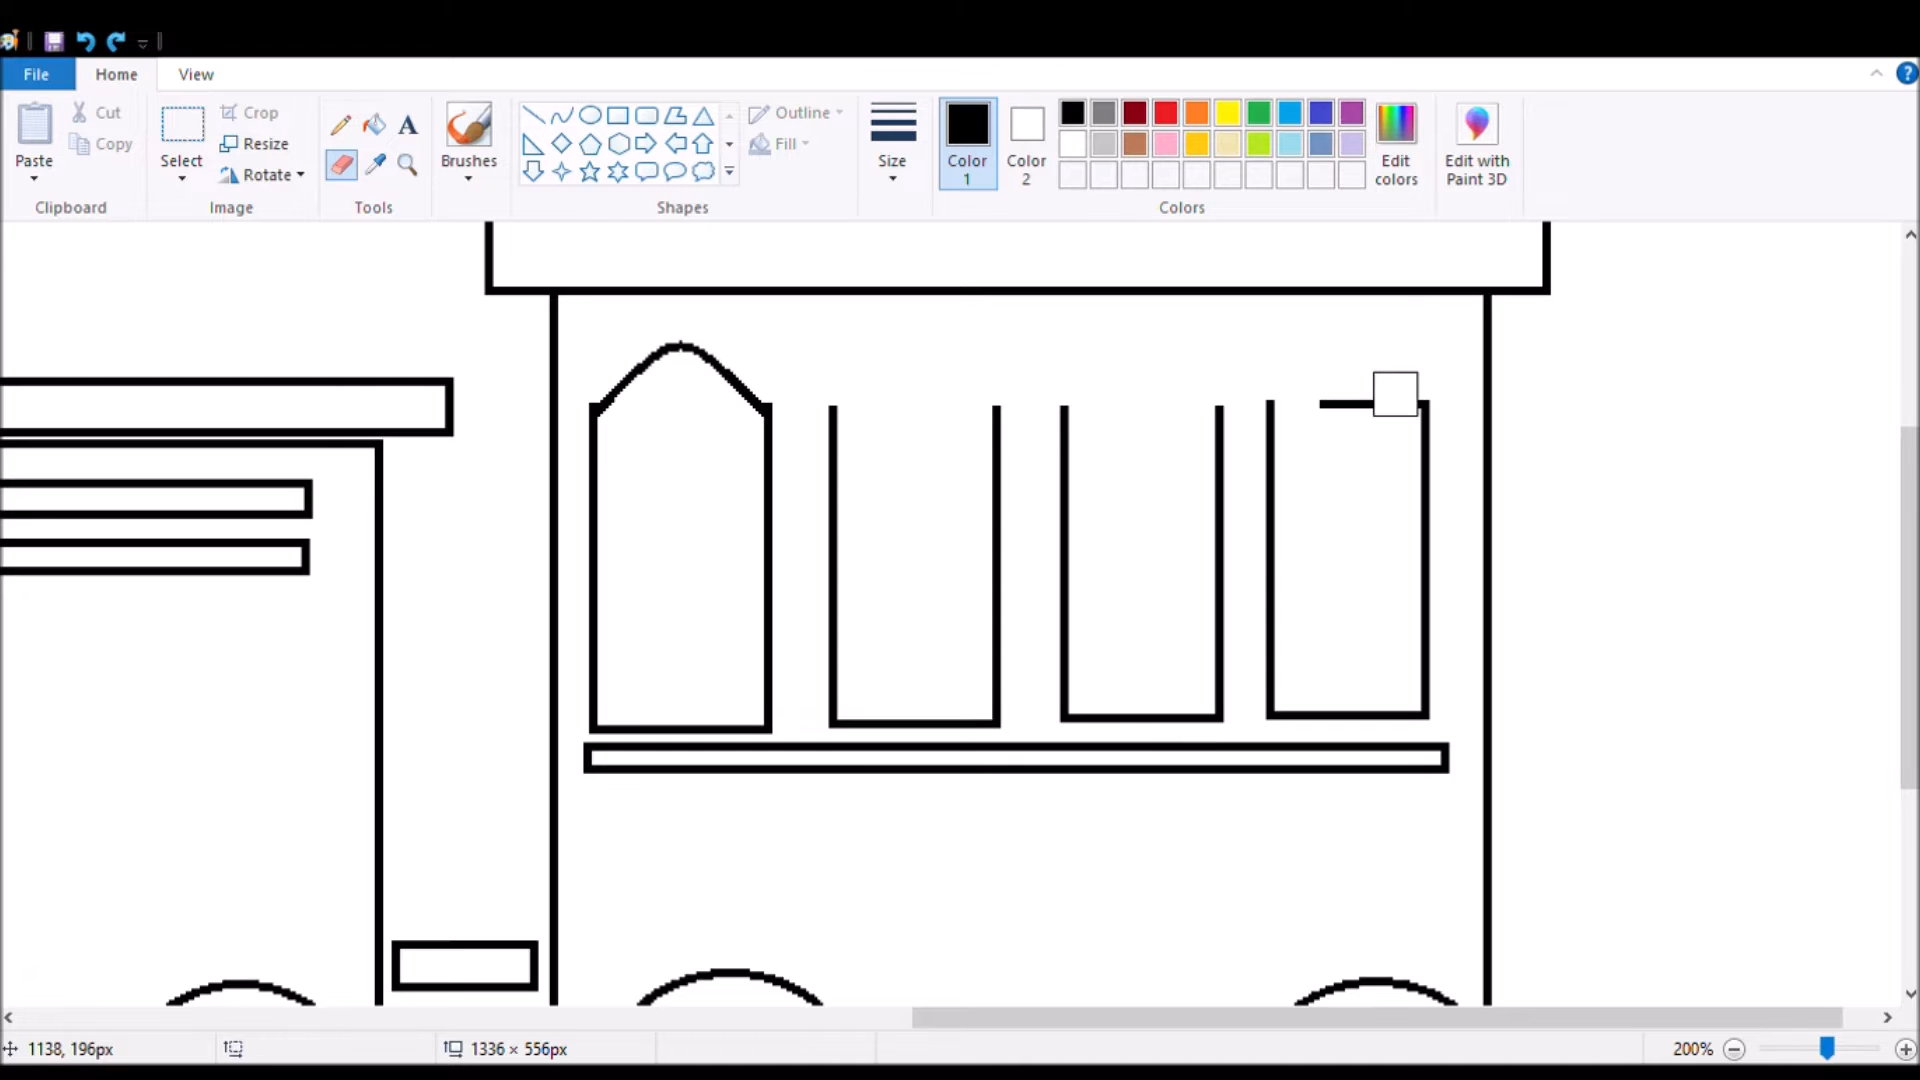 File Home View
Paste Cut Copy Clipboard
Select Crop Resize Rotate Image
A Tools
Brushes
Outline Fill Shapes
Size
Color 1 Color 2 Edit colors Colors
Edit with Paint 3D
?
1138, 196px 1336 × 556px 200%